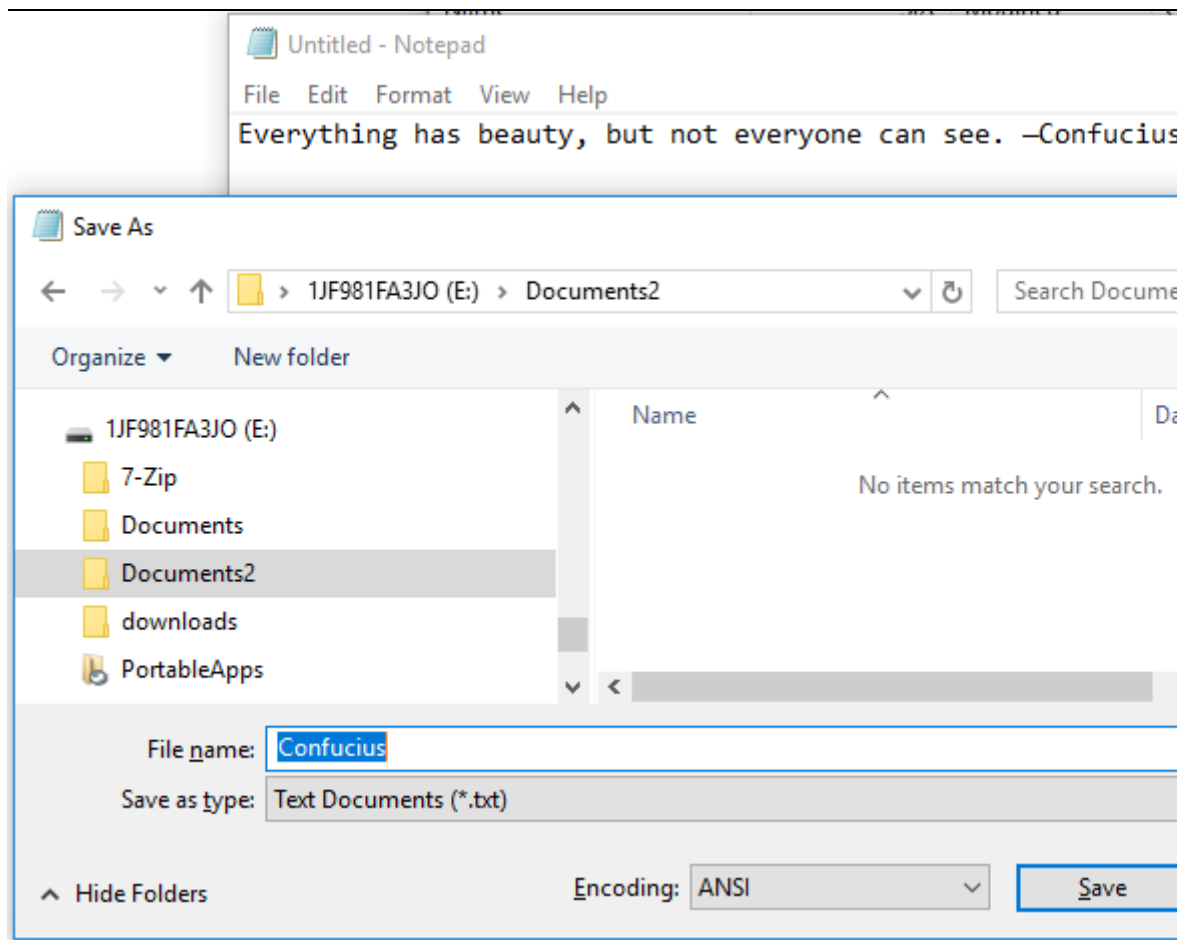 Untitled - Notepad
File Edit Format View Help
Everything has beauty, but not everyone can see. —Confucius
Save As
1JF981FA3JO (E:) > Documents2
Search Docume
Organize
New folder
1JF981FA3JO (E:)
Name
Da
7-Zip
No items match your search.
Documents
Documents2
downloads
PortableApps
File name: Confucius
Save as type: Text Documents (*.txt)
Hide Folders
Encoding: ANSI
Save